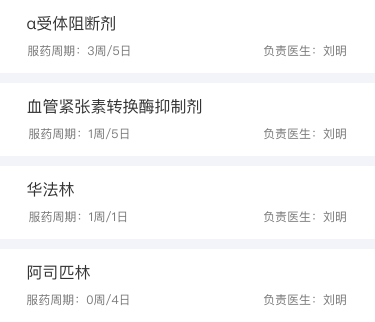 α受体阻断剂
服药周期：3周/5日 负责医生：刘明
血管紧张素转换酶抑制剂
服药周期：1周/5日 负责医生：刘明
华法林
服药周期：1周/1日 负责医生：刘明
阿司匹林
服药周期：0周/4日 负责医生：刘明